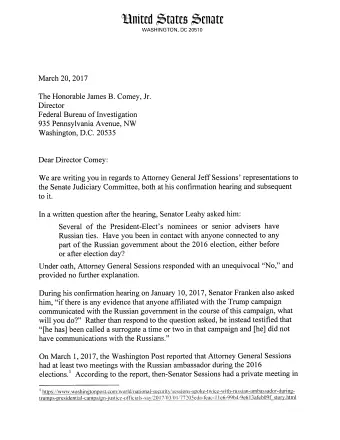 United States Senate
WASHINGTON, DC 20510
March 20, 2017
The Honorable James B. Comey, Jr.
Director
Federal Bureau of Investigation
935 Pennsylvania Avenue, NW
Washington, D.C. 20535
Dear Director Comey:
We are writing you in regards to Attorney General Jeff Sessions' representations to
the Senate Judiciary Committee, both at his confirmation hearing and subsequent
to it.
In a written question after the hearing, Senator Leahy asked him:
Several of the President-Elect's nominees or senior advisers have
Russian ties. Have you been in contact with anyone connected to any
part of the Russian government about the 2016 election, either before
or after election day?
Under oath, Attorney General Sessions responded with an unequivocal "No," and
provided no further explanation.
During his confirmation hearing on January 10, 2017, Senator Franken also asked
him, "if there is any evidence that anyone affiliated with the Trump campaign
communicated with the Russian government in the course of this campaign, what
will you do?" Rather than respond to the question, he instead testified that
"[he has] been called a surrogate a time or two in that campaign and [he] did not
have communications with the Russians."
On March 1, 2017, the Washington Post reported that Attorney General Sessions
had at least two meetings with the Russian ambassador during the 2016
elections.1 According to the report, then-Senator Sessions had a private meeting in